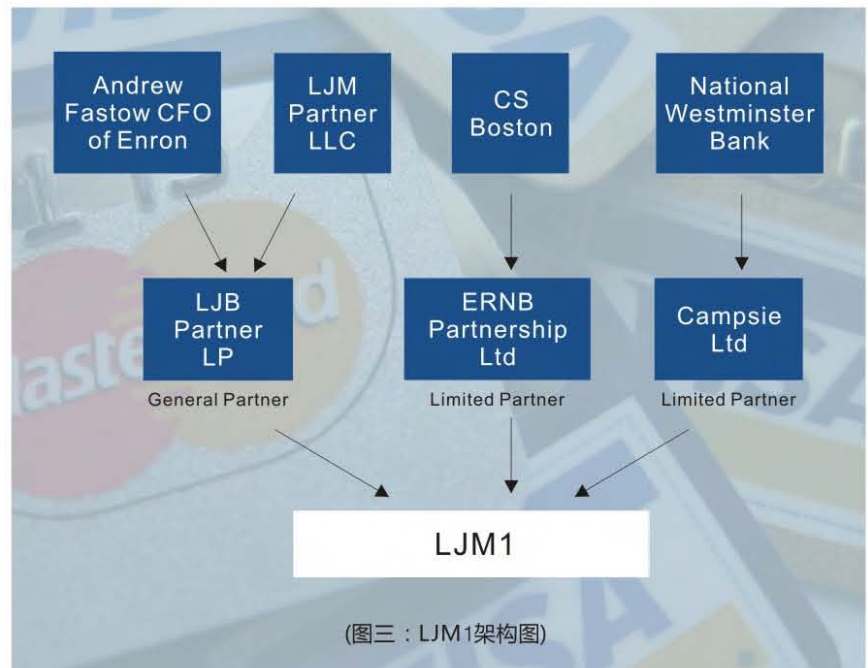 Andrew
Fastow CFO
of Enron
LJM
Partner
LLC
CS
Boston
National
Westminster
Bank
LJB
Partner
LP
ERNB
Partnership
Ltd
Campsie
Ltd
General Partner
Limited Partner
Limited Partner
LJM1
(图三：LJM1架构图)
VISA